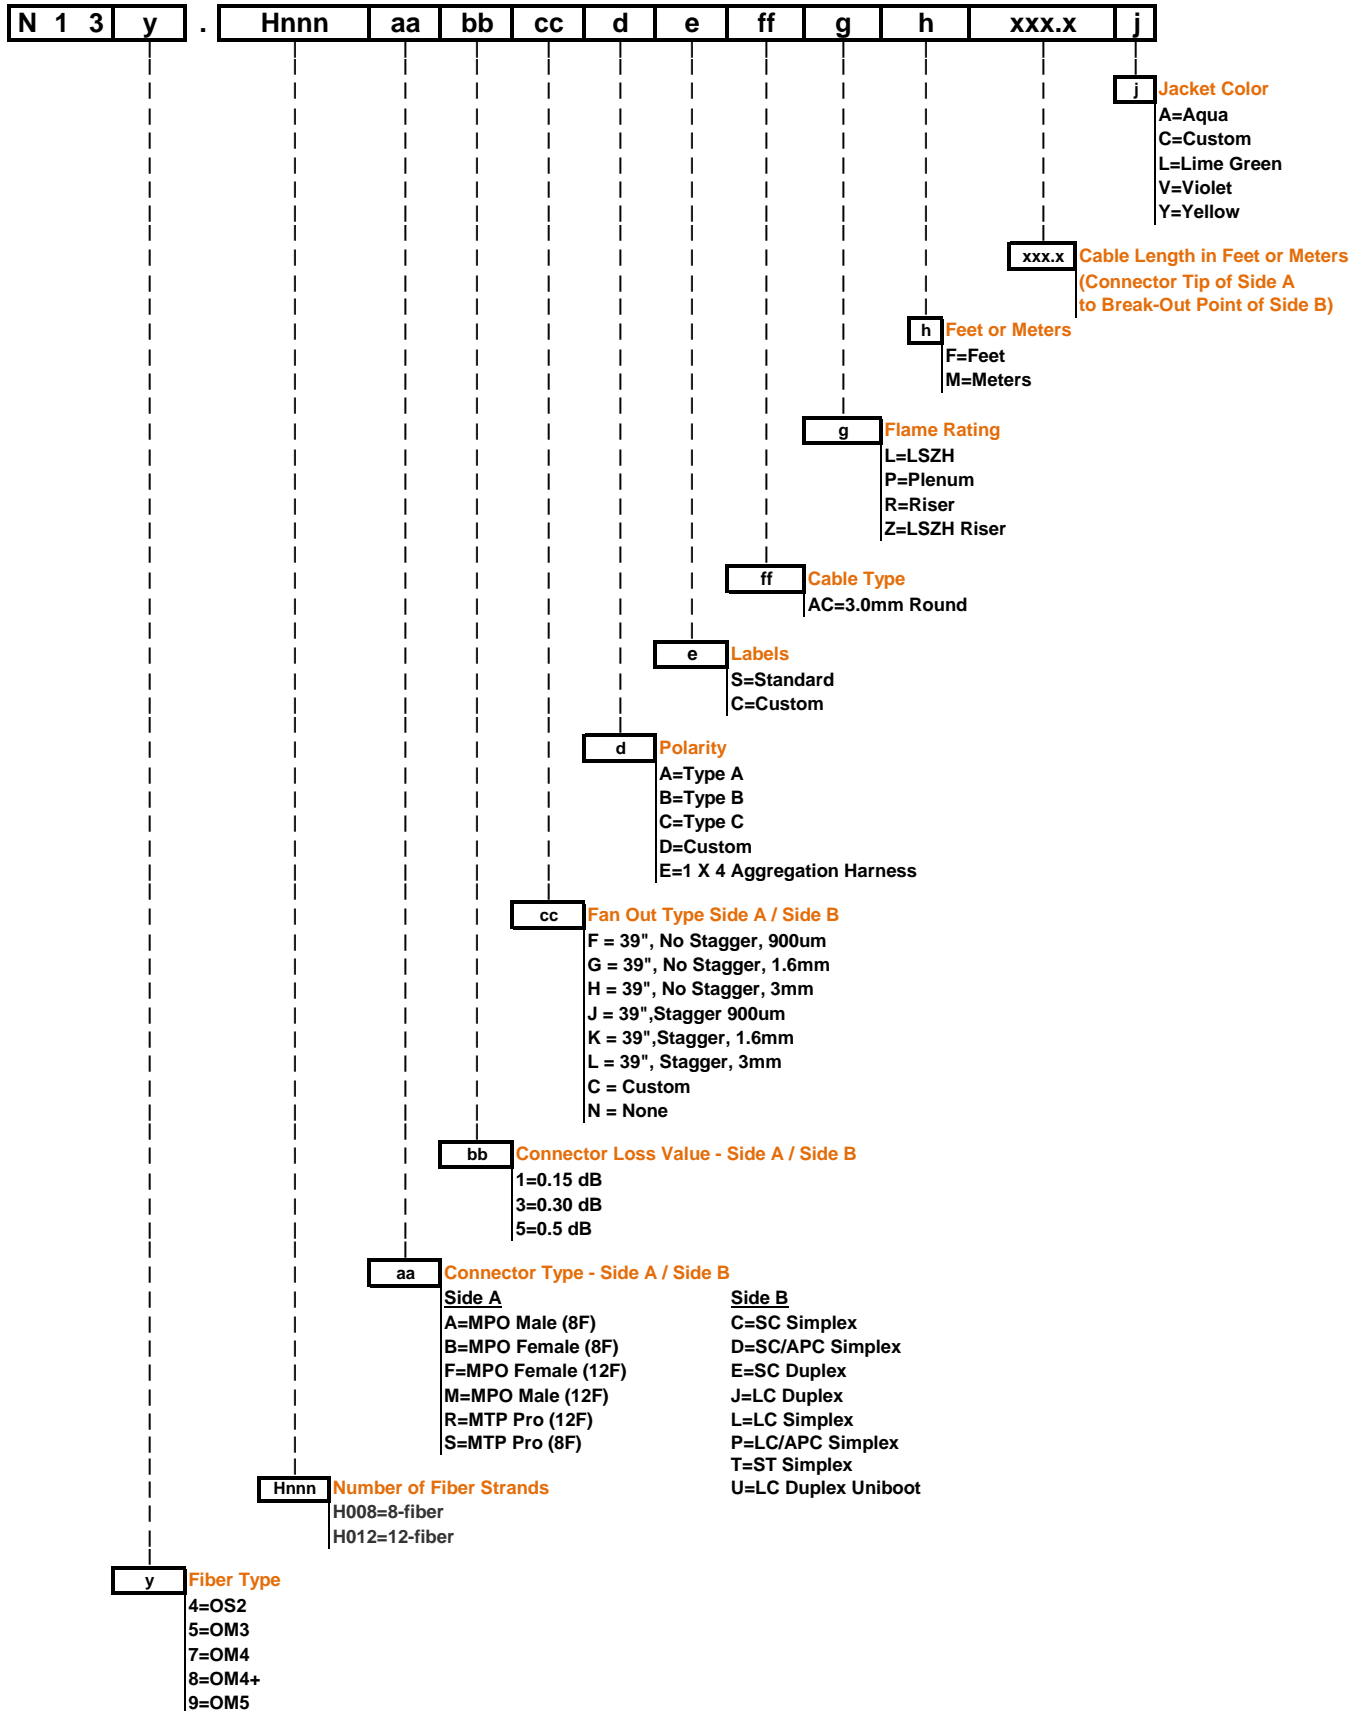 N 1 3 y . Hnnn aa bb cc d e ff g h xxx.x j
j Jacket Color
A=Aqua
C=Custom
L=Lime Green
V=Violet
Y=Yellow
xxx.x Cable Length in Feet or Meters
(Connector Tip of Side A
to Break-Out Point of Side B)
h Feet or Meters
F=Feet
M=Meters
g Flame Rating
L=LSZH
P=Plenum
R=Riser
Z=LSZH Riser
ff Cable Type
AC=3.0mm Round
e Labels
S=Standard
C=Custom
d Polarity
A=Type A
B=Type B
C=Type C
D=Custom
E=1 X 4 Aggregation Harness
cc Fan Out Type Side A / Side B
F = 39", No Stagger, 900um
G = 39", No Stagger, 1.6mm
H = 39", No Stagger, 3mm
J = 39",Stagger 900um
K = 39",Stagger, 1.6mm
L = 39", Stagger, 3mm
C = Custom
N = None
bb Connector Loss Value - Side A / Side B
1=0.15 dB
3=0.30 dB
5=0.5 dB
aa Connector Type - Side A / Side B
Side A
A=MPO Male (8F)
B=MPO Female (8F)
F=MPO Female (12F)
M=MPO Male (12F)
R=MTP Pro (12F)
S=MTP Pro (8F)
Side B
C=SC Simplex
D=SC/APC Simplex
E=SC Duplex
J=LC Duplex
L=LC Simplex
P=LC/APC Simplex
T=ST Simplex
U=LC Duplex Uniboot
Hnnn Number of Fiber Strands
H008=8-fiber
H012=12-fiber
y Fiber Type
4=OS2
5=OM3
7=OM4
8=OM4+
9=OM5